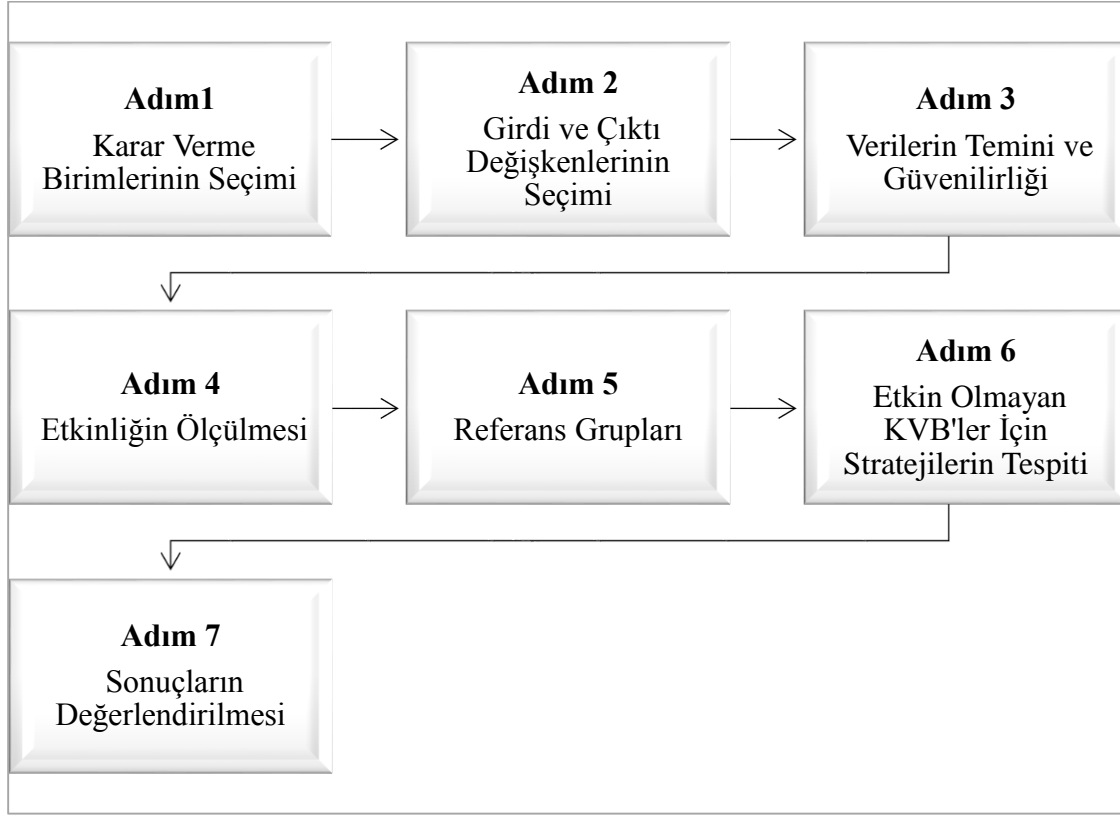 Adım1
Karar Verme
Birimlerinin Seçimi
Adım 2
Girdi ve Çıktı
Değişkenlerinin
Seçimi
Adım 3
Verilerin Temini ve
Güvenilirliği
Adım 4
Etkinliğin Ölçülmesi
Adım 5
Referans Grupları
Adım 6
Etkin Olmayan
KVB'ler İçin
Stratejilerin Tespiti
Adım 7
Sonuçların
Değerlendirilmesi